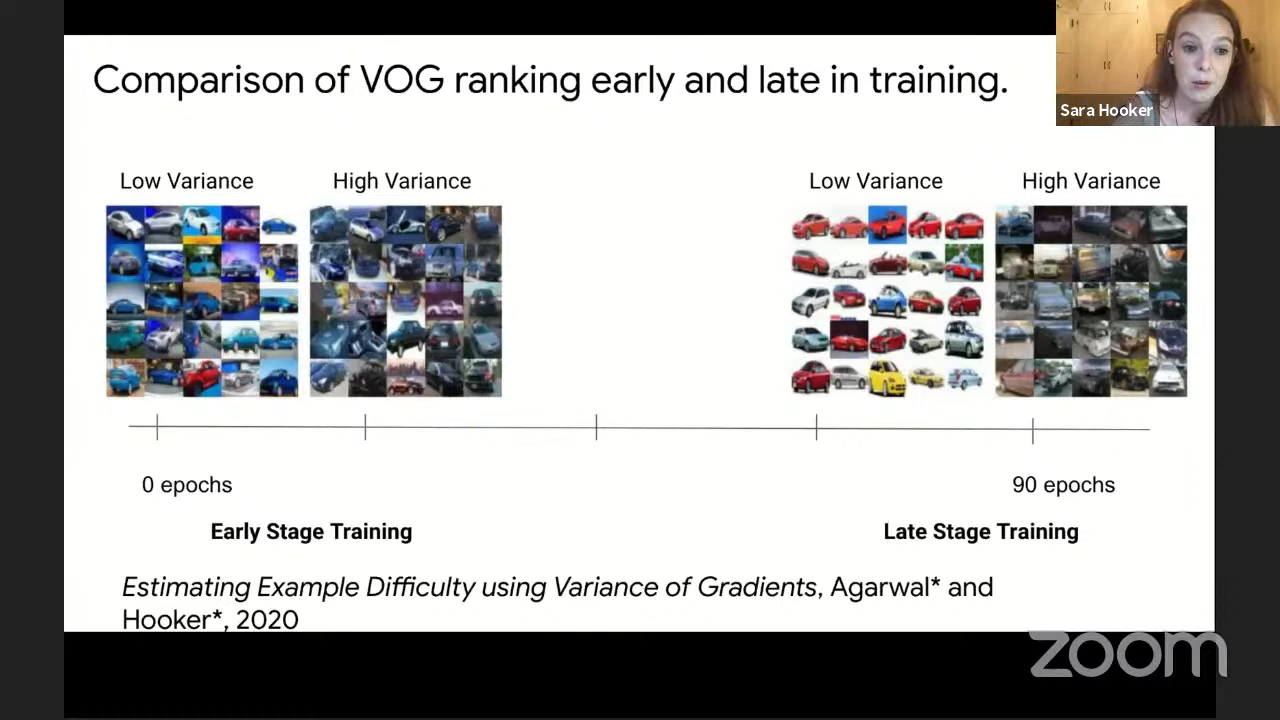 Comparison of VOG ranking early and late in training.
Sara Hooker
Low Variance
High Variance
Low Variance
High Variance
0 epochs
90 epochs
Early Stage Training
Late Stage Training
Estimating Example Difficulty using Variance of Gradients, Agarwal* and
Hooker*, 2020
zoom